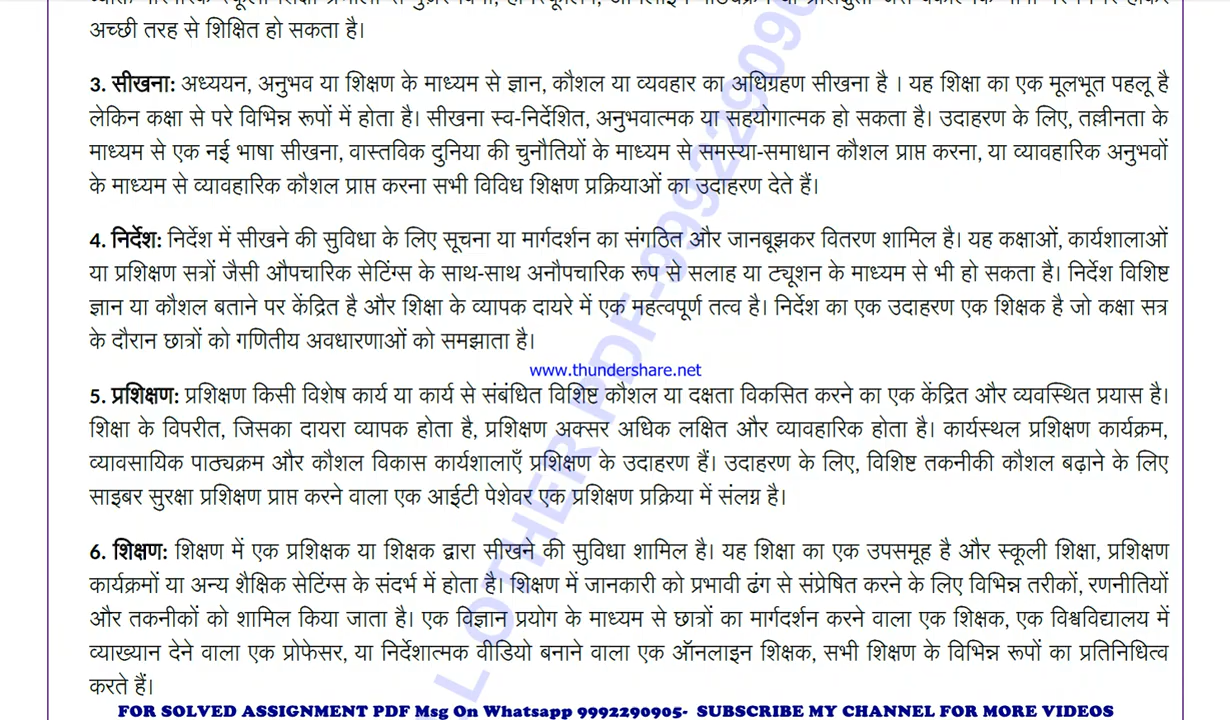 अच्छी तरह से शिक्षित हो सकता है।
3. सीखना: अध्ययन, अनुभव या शिक्षण के माध्यम से ज्ञान, कौशल या व्यवहार का अधिग्रहण सीखना है । यह शिक्षा का एक मूलभूत पहलू है
लेकिन कक्षा से परे विभिन्न रूपों में होता है। सीखना स्व-निर्देशित, अनुभवात्मक या सहयोगात्मक हो सकता है। उदाहरण के लिए, तल्लीनता के
माध्यम से एक नई भाषा सीखना, वास्तविक दुनिया की चुनौतियों के माध्यम से समस्या-समाधान कौशल प्राप्त करना, या व्यावहारिक अनुभवों
के माध्यम से व्यावहारिक कौशल प्राप्त करना सभी विविध शिक्षण प्रक्रियाओं का उदाहरण देते हैं।
4. निर्देश: निर्देश में सीखने की सुविधा के लिए सूचना या मार्गदर्शन का संगठित और जानबूझकर वितरण शामिल है। यह कक्षाओं, कार्यशालाओं
या प्रशिक्षण सत्रों जैसी औपचारिक सेटिंग्स के साथ-साथ अनौपचारिक रूप से सलाह या ट्यूशन के माध्यम से भी हो सकता है। निर्देश विशिष्ट
ज्ञान या कौशल बताने पर केंद्रित है और शिक्षा के व्यापक दायरे में एक महत्वपूर्ण तत्व है। निर्देश का एक उदाहरण एक शिक्षक है जो कक्षा सत्र
के दौरान छात्रों को गणितीय अवधारणाओं को समझाता है।
www.thundershare.net
5. प्रशिक्षण: प्रशिक्षण किसी विशेष कार्य या कार्य से संबंधित विशिष्ट कौशल या दक्षता विकसित करने का एक केंद्रित और व्यवस्थित प्रयास है।
शिक्षा के विपरीत, जिसका दायरा व्यापक होता है, प्रशिक्षण अक्सर अधिक लक्षित और व्यावहारिक होता है। कार्यस्थल प्रशिक्षण कार्यक्रम,
व्यावसायिक पाठ्यक्रम और कौशल विकास कार्यशालाएँ प्रशिक्षण के उदाहरण हैं। उदाहरण के लिए, विशिष्ट तकनीकी कौशल बढ़ाने के लिए
साइबर सुरक्षा प्रशिक्षण प्राप्त करने वाला एक आईटी पेशेवर एक प्रशिक्षण प्रक्रिया में संलग्न है।
6. शिक्षण: शिक्षण में एक प्रशिक्षक या शिक्षक द्वारा सीखने की सुविधा शामिल है। यह शिक्षा का एक उपसमूह है और स्कूली शिक्षा, प्रशिक्षण
कार्यक्रमों या अन्य शैक्षिक सेटिंग्स के संदर्भ में होता है। शिक्षण में जानकारी को प्रभावी ढंग से संप्रेषित करने के लिए विभिन्न तरीकों, रणनीतियों
और तकनीकों को शामिल किया जाता है। एक विज्ञान प्रयोग के माध्यम से छात्रों का मार्गदर्शन करने वाला एक शिक्षक, एक विश्वविद्यालय में
व्याख्यान देने वाला एक प्रोफेसर, या निर्देशात्मक वीडियो बनाने वाला एक ऑनलाइन शिक्षक, सभी शिक्षण के विभिन्न रूपों का प्रतिनिधित्व
करते हैं।
L OTHER PDF-9992290905
FOR SOLVED ASSIGNMENT PDF Msg On Whatsapp 9992290905- SUBSCRIBE MY CHANNEL FOR MORE VIDEOS